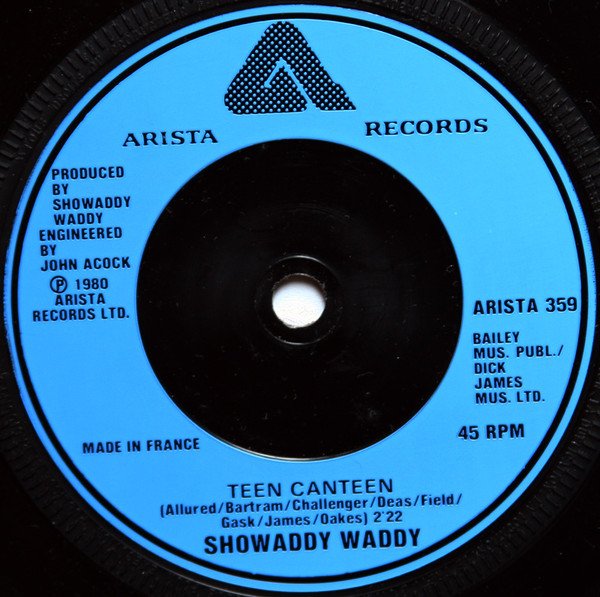 ARISTA RECORDS
PRODUCED
BY
SHOWADDY
WADDY
ENGINEERED
BY
JOHN ACOCK
℗ 1980
ARISTA
RECORDS LTD.
ARISTA 359
BAILEY
MUS. PUBL./
DICK
JAMES
MUS. LTD.
45 RPM
MADE IN FRANCE
TEEN CANTEEN
(Allured/Bartram/Challenger/Deas/Field/
Gask/James/Oakes) 2'22
SHOWADDY WADDY